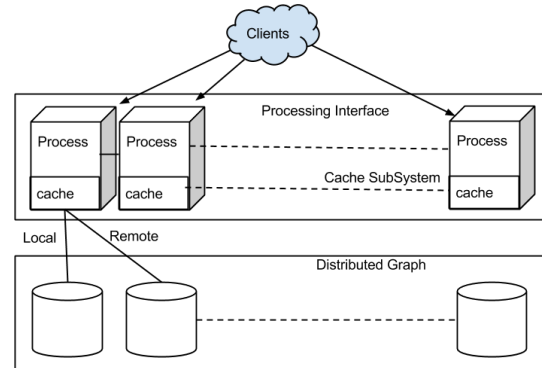 Clients
Processing Interface
Process
Process
Process
Cache SubSystem
cache
cache
cache
Local
Remote
Distributed Graph